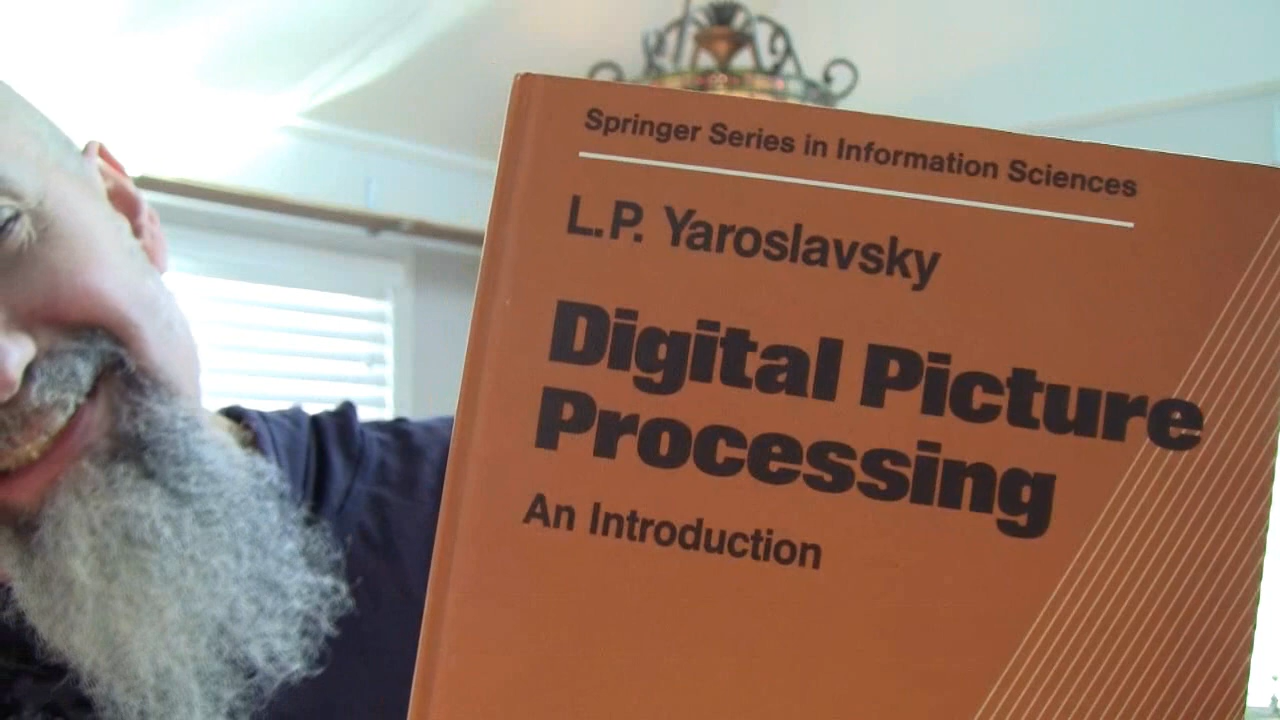 Springer Series in Information Sciences
L.P. Yaroslavsky
Digital Picture
Processing
An Introduction